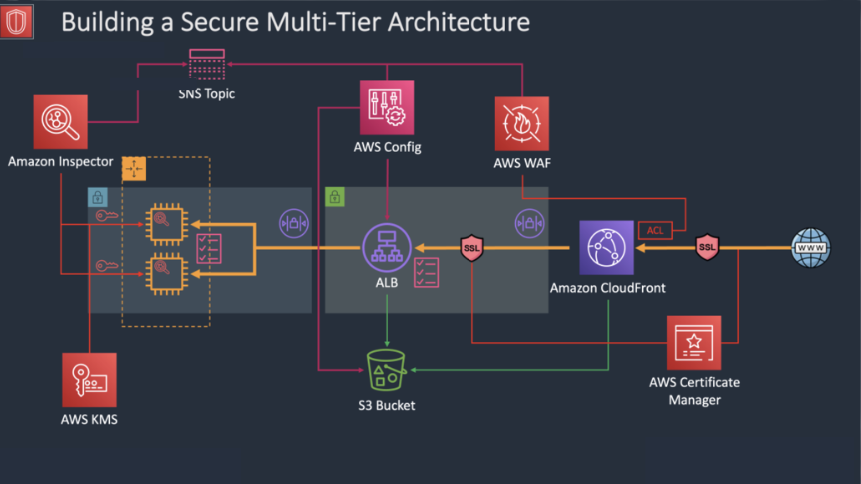 Building a Secure Multi-Tier Architecture
SNS Topic
Amazon Inspector
AWS Config
AWS WAF
ACL
SSL
SSL
WWW
ALB
Amazon CloudFront
S3 Bucket
AWS KMS
AWS Certificate
Manager